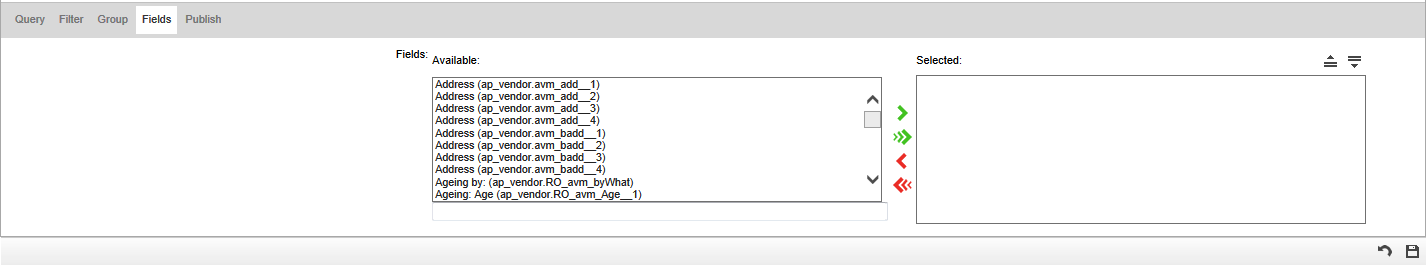 Query Filter Group Fields Publish
Fields: Available: Selected:
Address (ap_vendor.avm_add__1)
Address (ap_vendor.avm_add__2)
Address (ap_vendor.avm_add__3)
Address (ap_vendor.avm_add__4)
Address (ap_vendor.avm_badd__1)
Address (ap_vendor.avm_badd__2)
Address (ap_vendor.avm_badd__3)
Address (ap_vendor.avm_badd__4)
Ageing by: (ap_vendor.RO_avm_byWhat)
Ageing: Age (ap_vendor.RO_avm_Age__1)